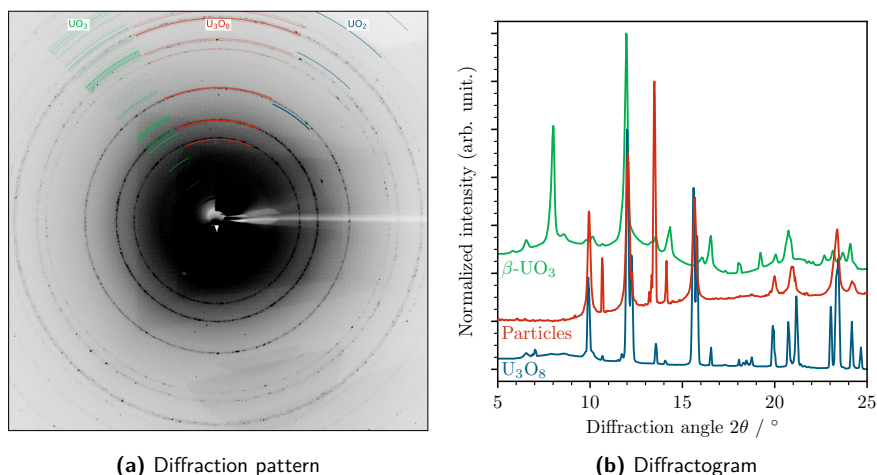 UO₃
U₃O₈
UO₂
(a) Diffraction pattern
Normalized intensity (arb. unit.)
β-UO₃
Particles
U₃O₈
5 10 15 20 25
Diffraction angle 2θ / °
(b) Diffractogram